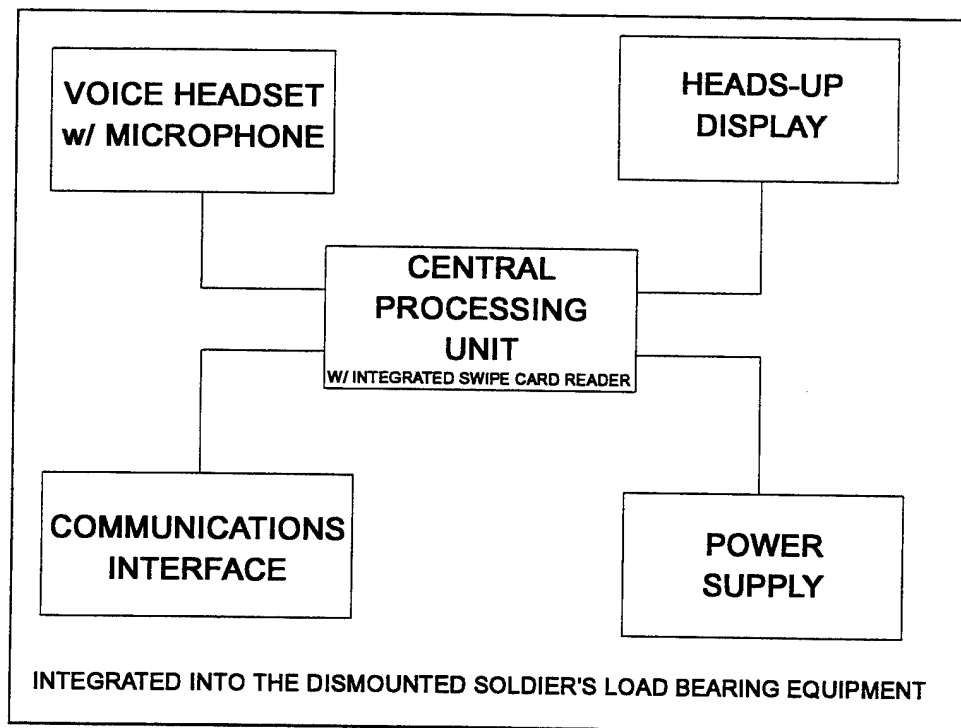 VOICE HEADSET
w/ MICROPHONE
HEADS-UP
DISPLAY
CENTRAL
PROCESSING
UNIT
W/ INTEGRATED SWIPE CARD READER
COMMUNICATIONS
INTERFACE
POWER
SUPPLY
INTEGRATED INTO THE DISMOUNTED SOLDIER'S LOAD BEARING EQUIPMENT